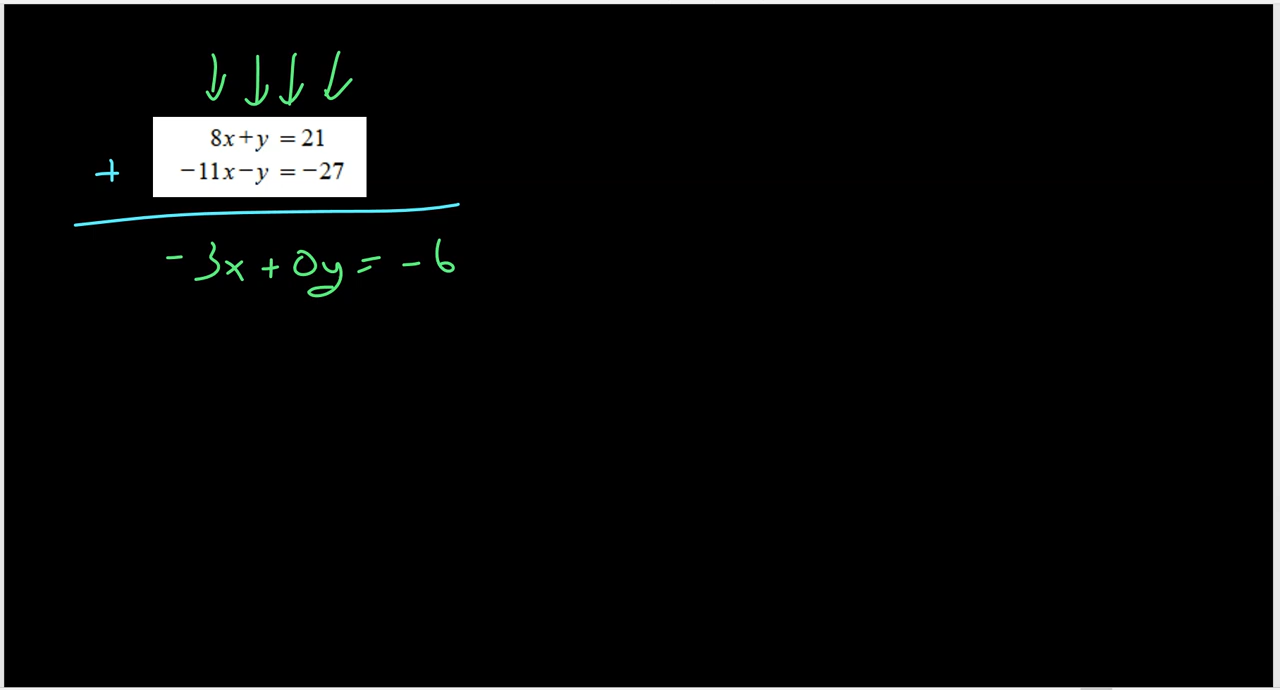 8x+y = 21
+ −11x−y = −27
- 3x + 0y = - 6